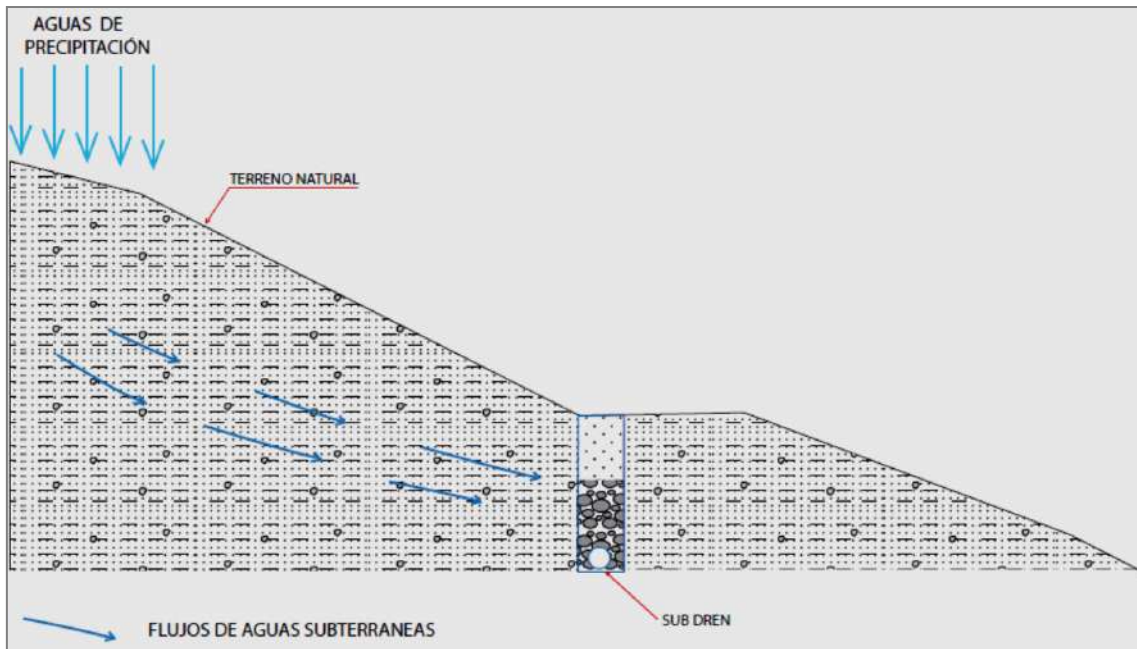 AGUAS DE
PRECIPITACIÓN
TERRENO NATURAL
SUB DREN
FLUJOS DE AGUAS SUBTERRANEAS